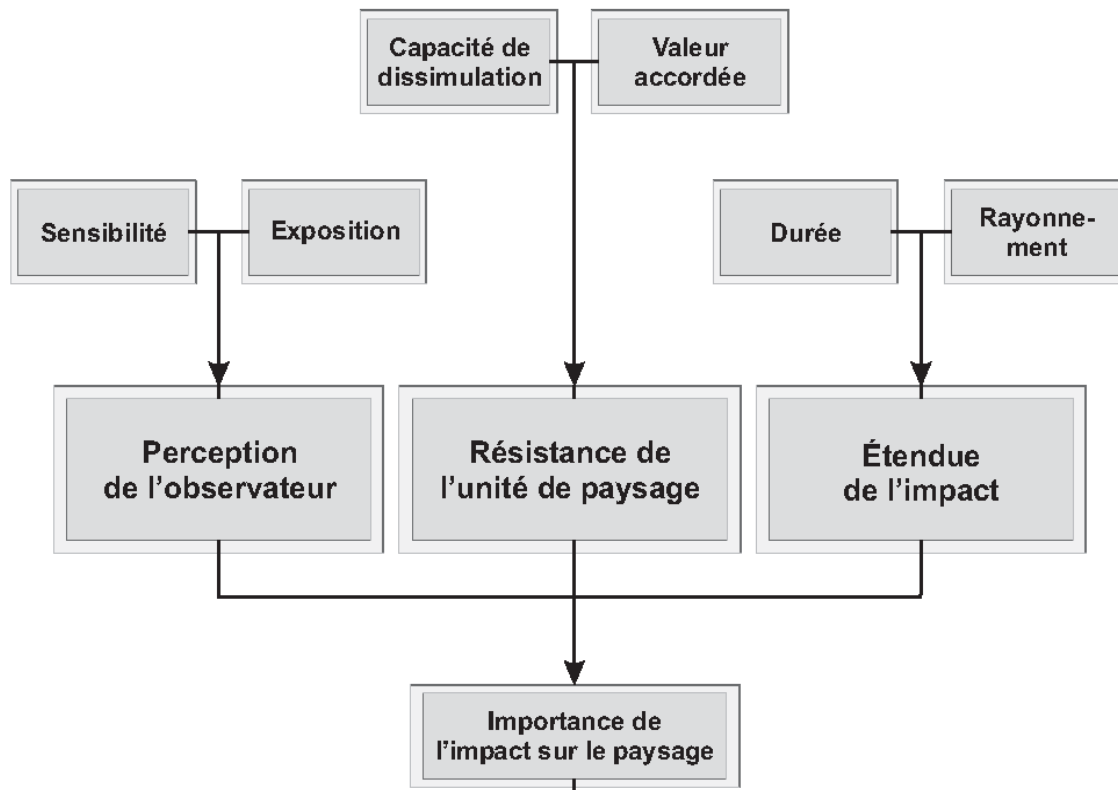 Capacité de
dissimulation
Valeur
accordée
Sensibilité
Exposition
Durée
Rayonne-
ment
Perception
de l’observateur
Résistance de
l’unité de paysage
Étendue
de l’impact
Importance de
l’impact sur le paysage